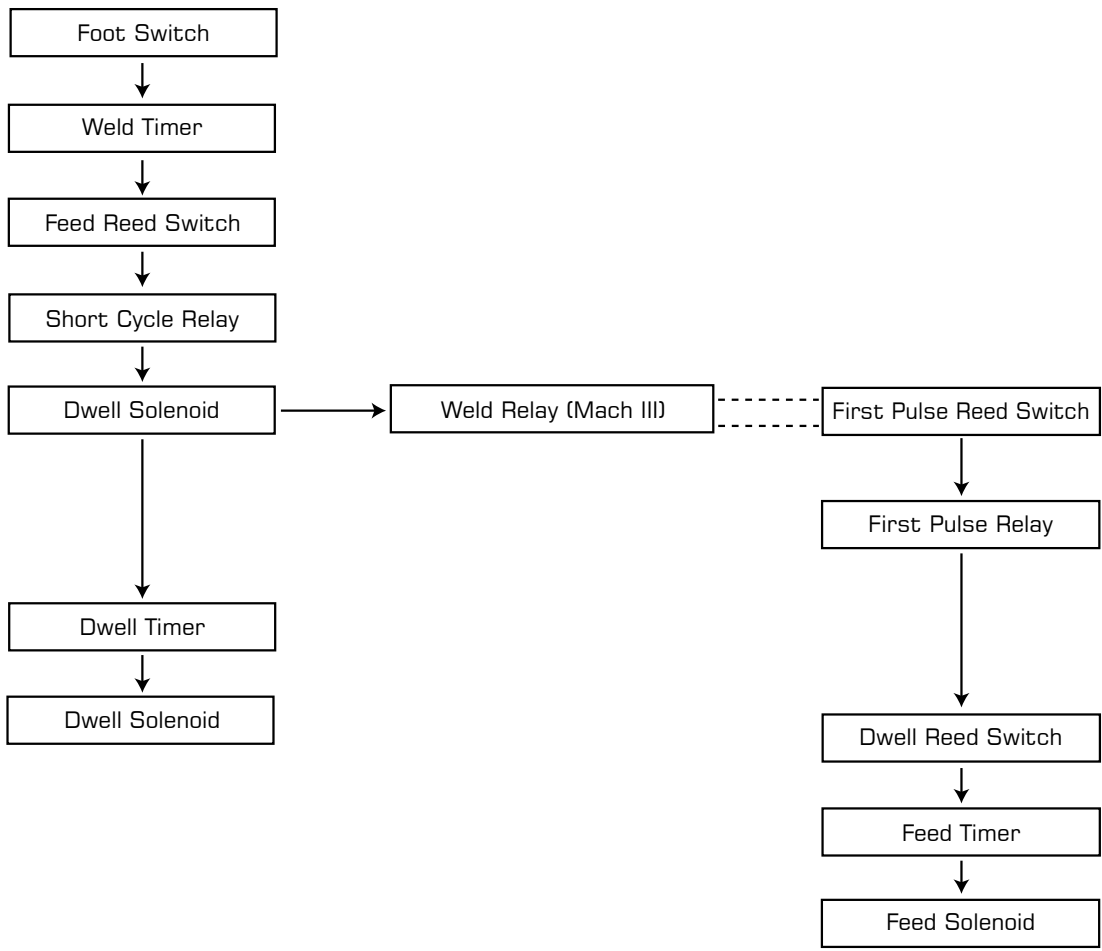 Foot Switch
Weld Timer
Feed Reed Switch
Short Cycle Relay
Dwell Solenoid
Weld Relay (Mach III)
First Pulse Reed Switch
First Pulse Relay
Dwell Timer
Dwell Solenoid
Dwell Reed Switch
Feed Timer
Feed Solenoid